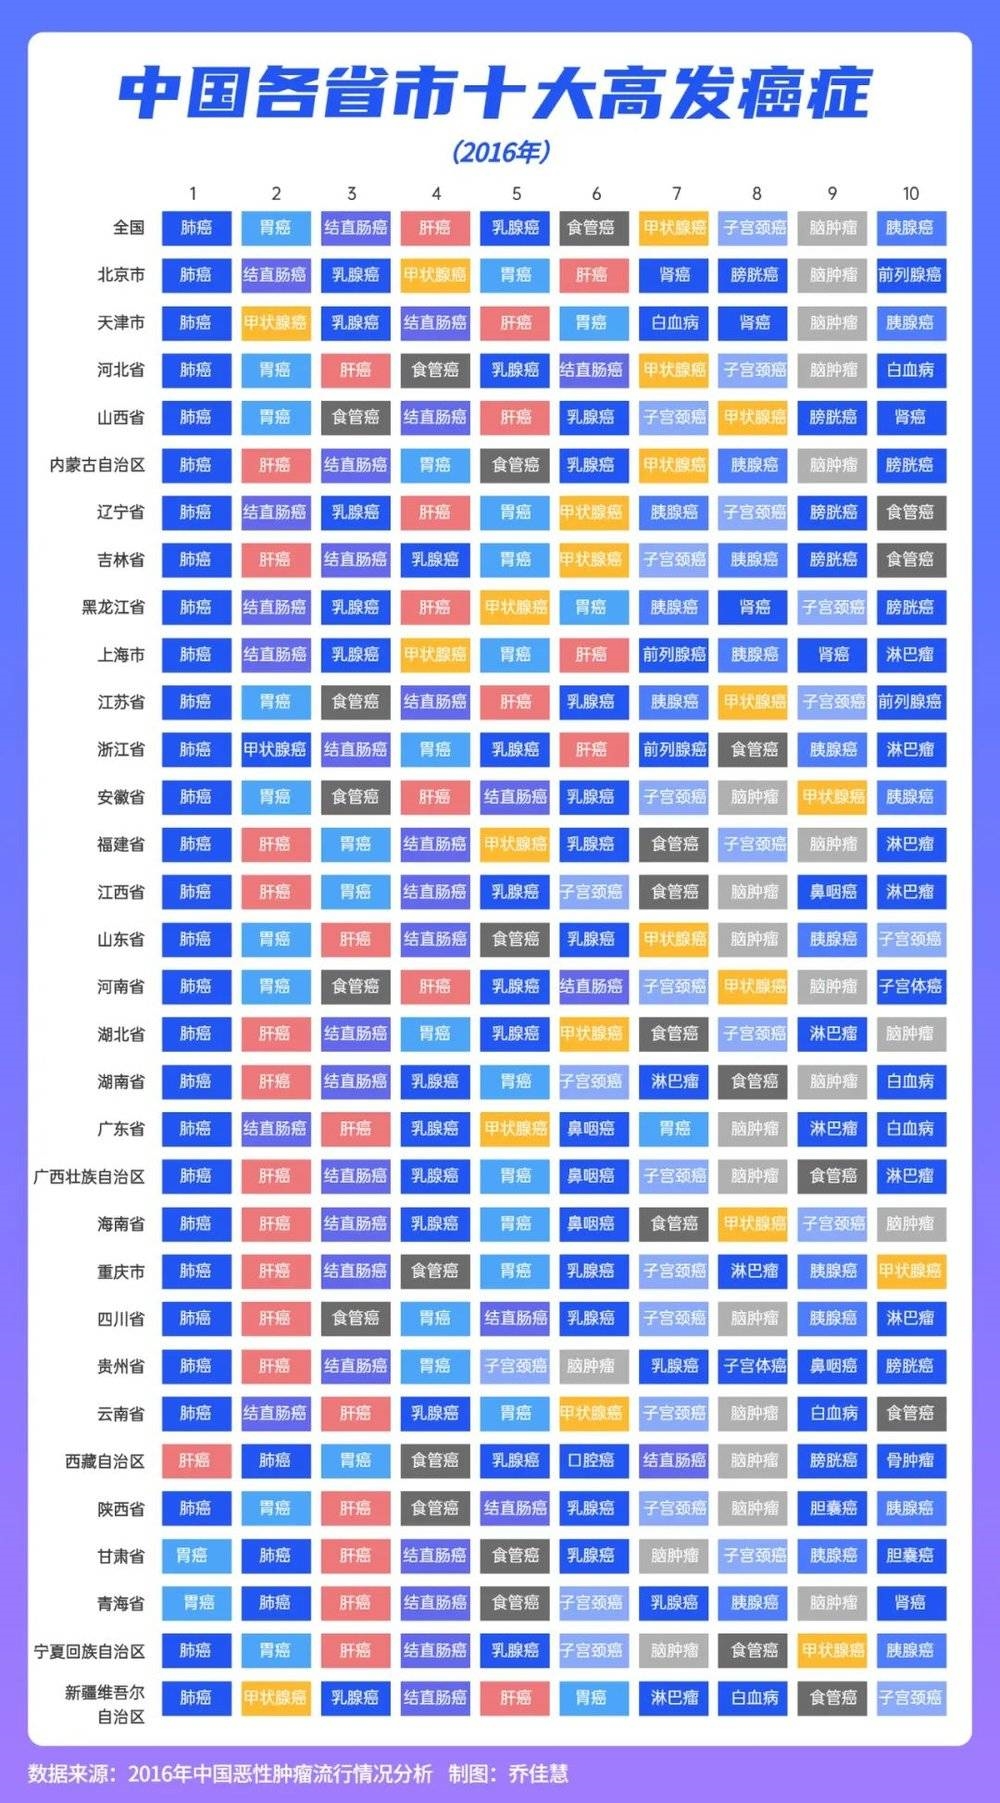 中国各省市十大高发癌症
(2016年)
1 2 3 4 5 6 7 8 9 10
全国 肺癌 胃癌 结直肠癌 肝癌 乳腺癌 食管癌 甲状腺癌 子宫颈癌 脑肿瘤 胰腺癌
北京市 肺癌 结直肠癌 乳腺癌 甲状腺癌 胃癌 肝癌 肾癌 膀胱癌 脑肿瘤 前列腺癌
天津市 肺癌 甲状腺癌 乳腺癌 结直肠癌 肝癌 胃癌 白血病 肾癌 脑肿瘤 胰腺癌
河北省 肺癌 胃癌 肝癌 食管癌 乳腺癌 结直肠癌 甲状腺癌 子宫颈癌 脑肿瘤 白血病
山西省 肺癌 胃癌 食管癌 结直肠癌 肝癌 乳腺癌 子宫颈癌 甲状腺癌 膀胱癌 肾癌
内蒙古自治区 肺癌 肝癌 结直肠癌 胃癌 食管癌 乳腺癌 甲状腺癌 胰腺癌 脑肿瘤 膀胱癌
辽宁省 肺癌 结直肠癌 乳腺癌 肝癌 胃癌 甲状腺癌 胰腺癌 子宫颈癌 膀胱癌 食管癌
吉林省 肺癌 肝癌 结直肠癌 乳腺癌 胃癌 甲状腺癌 子宫颈癌 胰腺癌 膀胱癌 食管癌
黑龙江省 肺癌 结直肠癌 乳腺癌 肝癌 甲状腺癌 胃癌 胰腺癌 肾癌 子宫颈癌 膀胱癌
上海市 肺癌 结直肠癌 乳腺癌 甲状腺癌 胃癌 肝癌 前列腺癌 胰腺癌 肾癌 淋巴瘤
江苏省 肺癌 胃癌 食管癌 结直肠癌 肝癌 乳腺癌 胰腺癌 甲状腺癌 子宫颈癌 前列腺癌
浙江省 肺癌 甲状腺癌 结直肠癌 胃癌 乳腺癌 肝癌 前列腺癌 食管癌 胰腺癌 淋巴瘤
安徽省 肺癌 胃癌 食管癌 肝癌 结直肠癌 乳腺癌 子宫颈癌 脑肿瘤 甲状腺癌 胰腺癌
福建省 肺癌 肝癌 胃癌 结直肠癌 甲状腺癌 乳腺癌 食管癌 子宫颈癌 脑肿瘤 淋巴瘤
江西省 肺癌 肝癌 胃癌 结直肠癌 乳腺癌 子宫颈癌 食管癌 脑肿瘤 鼻咽癌 淋巴瘤
山东省 肺癌 胃癌 肝癌 结直肠癌 食管癌 乳腺癌 甲状腺癌 脑肿瘤 胰腺癌 子宫颈癌
河南省 肺癌 胃癌 食管癌 肝癌 乳腺癌 结直肠癌 子宫颈癌 甲状腺癌 脑肿瘤 子宫体癌
湖北省 肺癌 肝癌 结直肠癌 胃癌 乳腺癌 甲状腺癌 食管癌 子宫颈癌 淋巴瘤 脑肿瘤
湖南省 肺癌 肝癌 结直肠癌 乳腺癌 胃癌 子宫颈癌 淋巴瘤 食管癌 脑肿瘤 白血病
广东省 肺癌 结直肠癌 肝癌 乳腺癌 甲状腺癌 鼻咽癌 胃癌 脑肿瘤 淋巴瘤 白血病
广西壮族自治区 肺癌 肝癌 结直肠癌 乳腺癌 胃癌 鼻咽癌 子宫颈癌 脑肿瘤 食管癌 淋巴瘤
海南省 肺癌 肝癌 结直肠癌 乳腺癌 胃癌 鼻咽癌 食管癌 甲状腺癌 子宫颈癌 脑肿瘤
重庆市 肺癌 肝癌 结直肠癌 食管癌 胃癌 乳腺癌 子宫颈癌 淋巴瘤 胰腺癌 甲状腺癌
四川省 肺癌 肝癌 食管癌 胃癌 结直肠癌 乳腺癌 子宫颈癌 脑肿瘤 胰腺癌 淋巴瘤
贵州省 肺癌 肝癌 结直肠癌 胃癌 子宫颈癌 脑肿瘤 乳腺癌 子宫体癌 鼻咽癌 膀胱癌
云南省 肺癌 结直肠癌 肝癌 乳腺癌 胃癌 甲状腺癌 子宫颈癌 脑肿瘤 白血病 食管癌
西藏自治区 肝癌 肺癌 胃癌 食管癌 乳腺癌 口腔癌 结直肠癌 脑肿瘤 膀胱癌 骨肿瘤
陕西省 肺癌 胃癌 肝癌 食管癌 结直肠癌 乳腺癌 子宫颈癌 脑肿瘤 胆囊癌 胰腺癌
甘肃省 胃癌 肺癌 肝癌 结直肠癌 食管癌 乳腺癌 脑肿瘤 子宫颈癌 胰腺癌 胆囊癌
青海省 胃癌 肺癌 肝癌 结直肠癌 食管癌 子宫颈癌 乳腺癌 胰腺癌 脑肿瘤 肾癌
宁夏回族自治区 肺癌 胃癌 肝癌 结直肠癌 乳腺癌 子宫颈癌 脑肿瘤 食管癌 甲状腺癌 胰腺癌
新疆维吾尔 肺癌 甲状腺癌 乳腺癌 结直肠癌 肝癌 胃癌 淋巴瘤 白血病 食管癌 子宫颈癌
自治区
数据来源：2016年中国恶性肿瘤流行情况分析 制图：乔佳慧